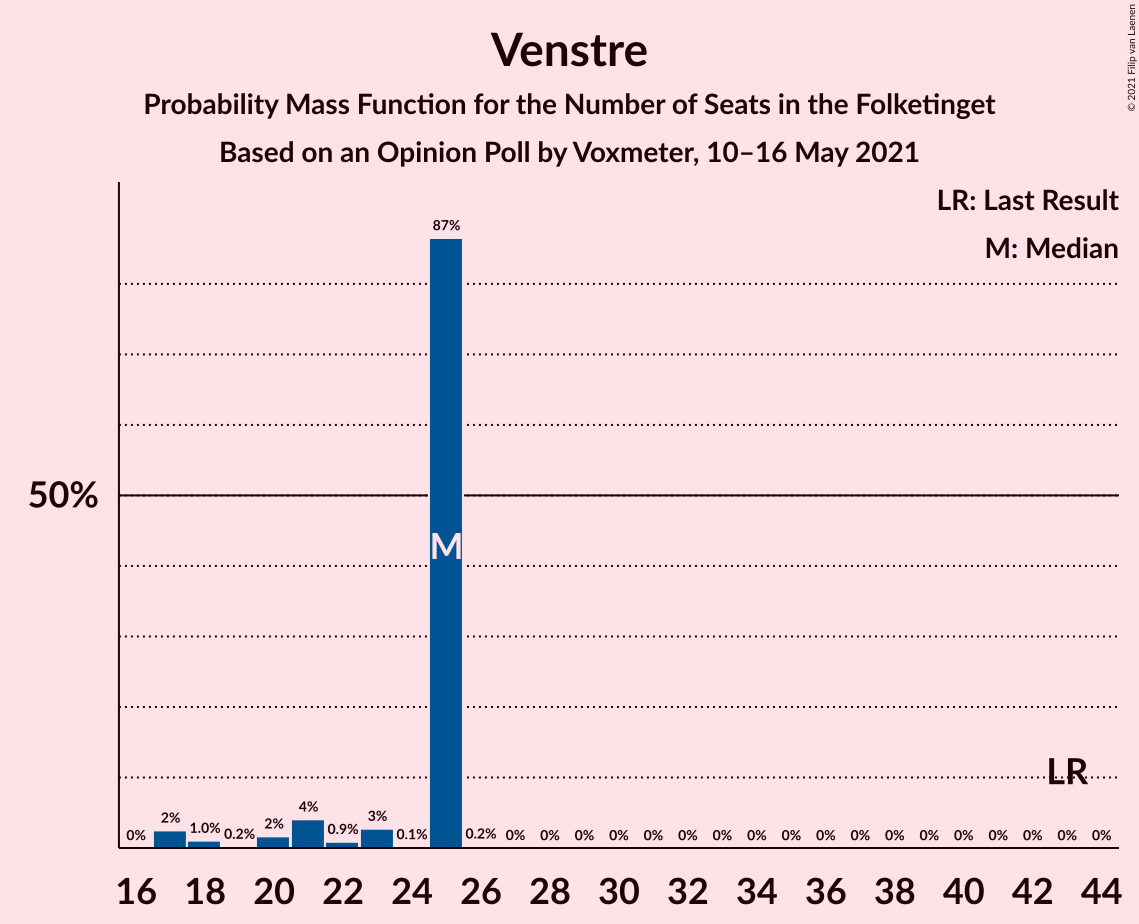 Venstre
Probability Mass Function for the Number of Seats in the Folketinget
Based on an Opinion Poll by Voxmeter, 10–16 May 2021
© 2021 Filip van Laenen
LR: Last Result
M: Median
87%
50%
M
LR
0% 2% 1.0% 0.2% 2% 4% 0.9% 3% 0.1% 0.2% 0% 0% 0% 0% 0% 0% 0% 0% 0% 0% 0% 0% 0% 0% 0% 0% 0% 0%
16 18 20 22 24 26 28 30 32 34 36 38 40 42 44